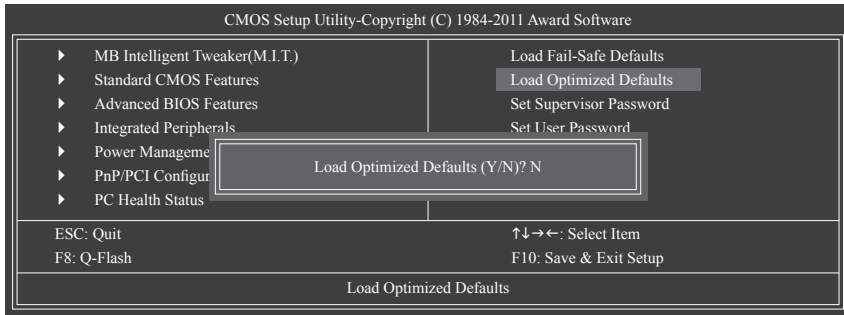 CMOS Setup Utility-Copyright (C) 1984-2011 Award Software
MB Intelligent Tweaker(M.I.T.)
Standard CMOS Features
Advanced BIOS Features
Integrated Peripherals
Power Manageme
PnP/PCI Configur
PC Health Status
Load Fail-Safe Defaults
Load Optimized Defaults
Set Supervisor Password
Set User Password
Load Optimized Defaults (Y/N)? N
ESC: Quit
F8: Q-Flash
↑↓→←: Select Item
F10: Save & Exit Setup
Load Optimized Defaults